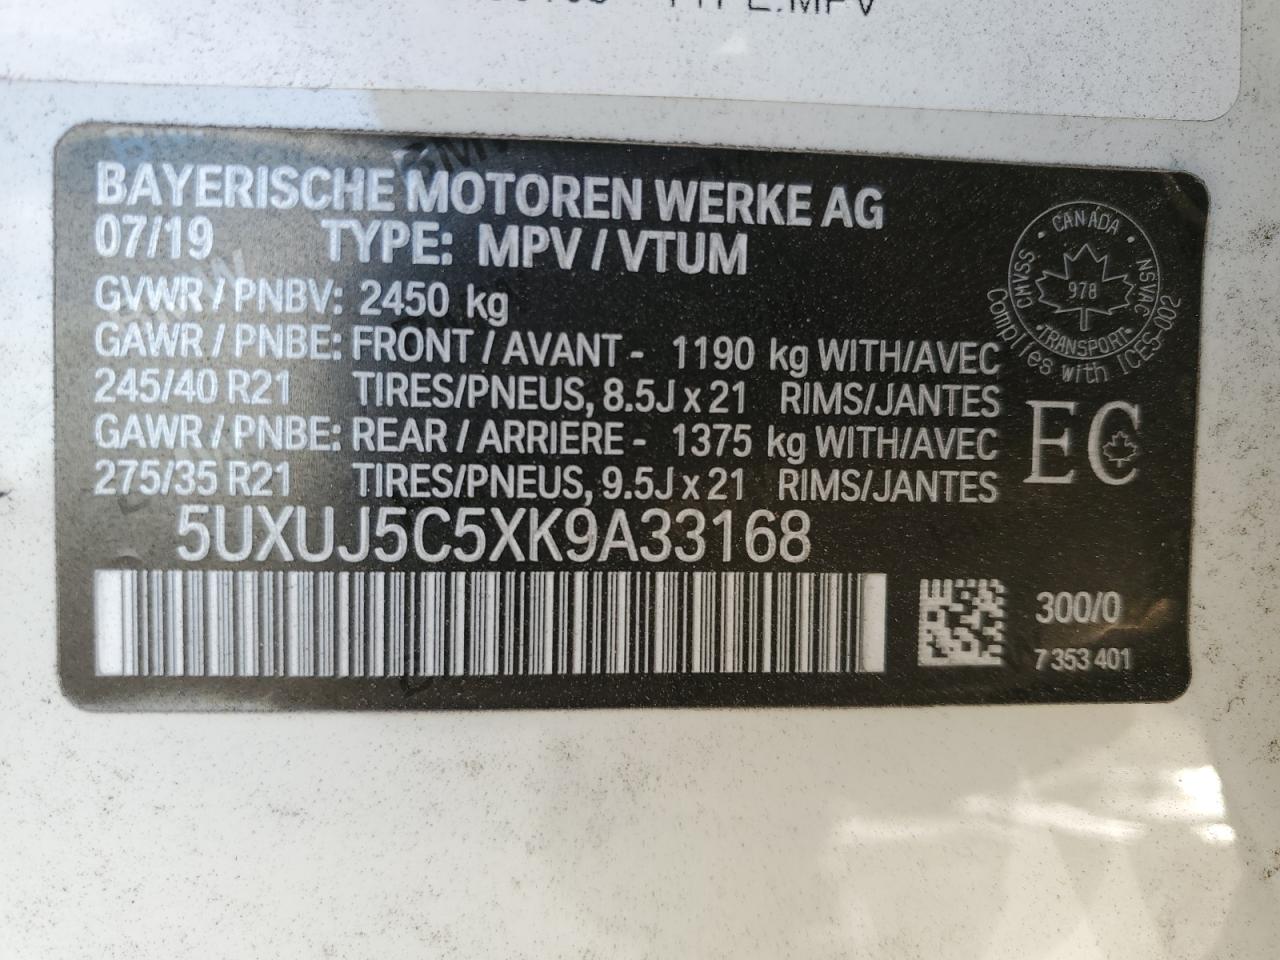 TYPE:MPV
BAYERISCHE MOTOREN WERKE AG
07/19 TYPE: MPV / VTUM
GVWR / PNBV: 2450 kg
GAWR / PNBE: FRONT / AVANT - 1190 kg WITH/AVEC
245/40 R21 TIRES/PNEUS, 8.5J x 21 RIMS/JANTES
GAWR / PNBE: REAR / ARRIERE - 1375 kg WITH/AVEC
275/35 R21 TIRES/PNEUS, 9.5J x 21 RIMS/JANTES
5UXUJ5C5XK9A33168
CANADA
CMVSS
NSVAC
978
TRANSPORT
Complies with ICES-002
EC
300/0
7 353 401
BMW